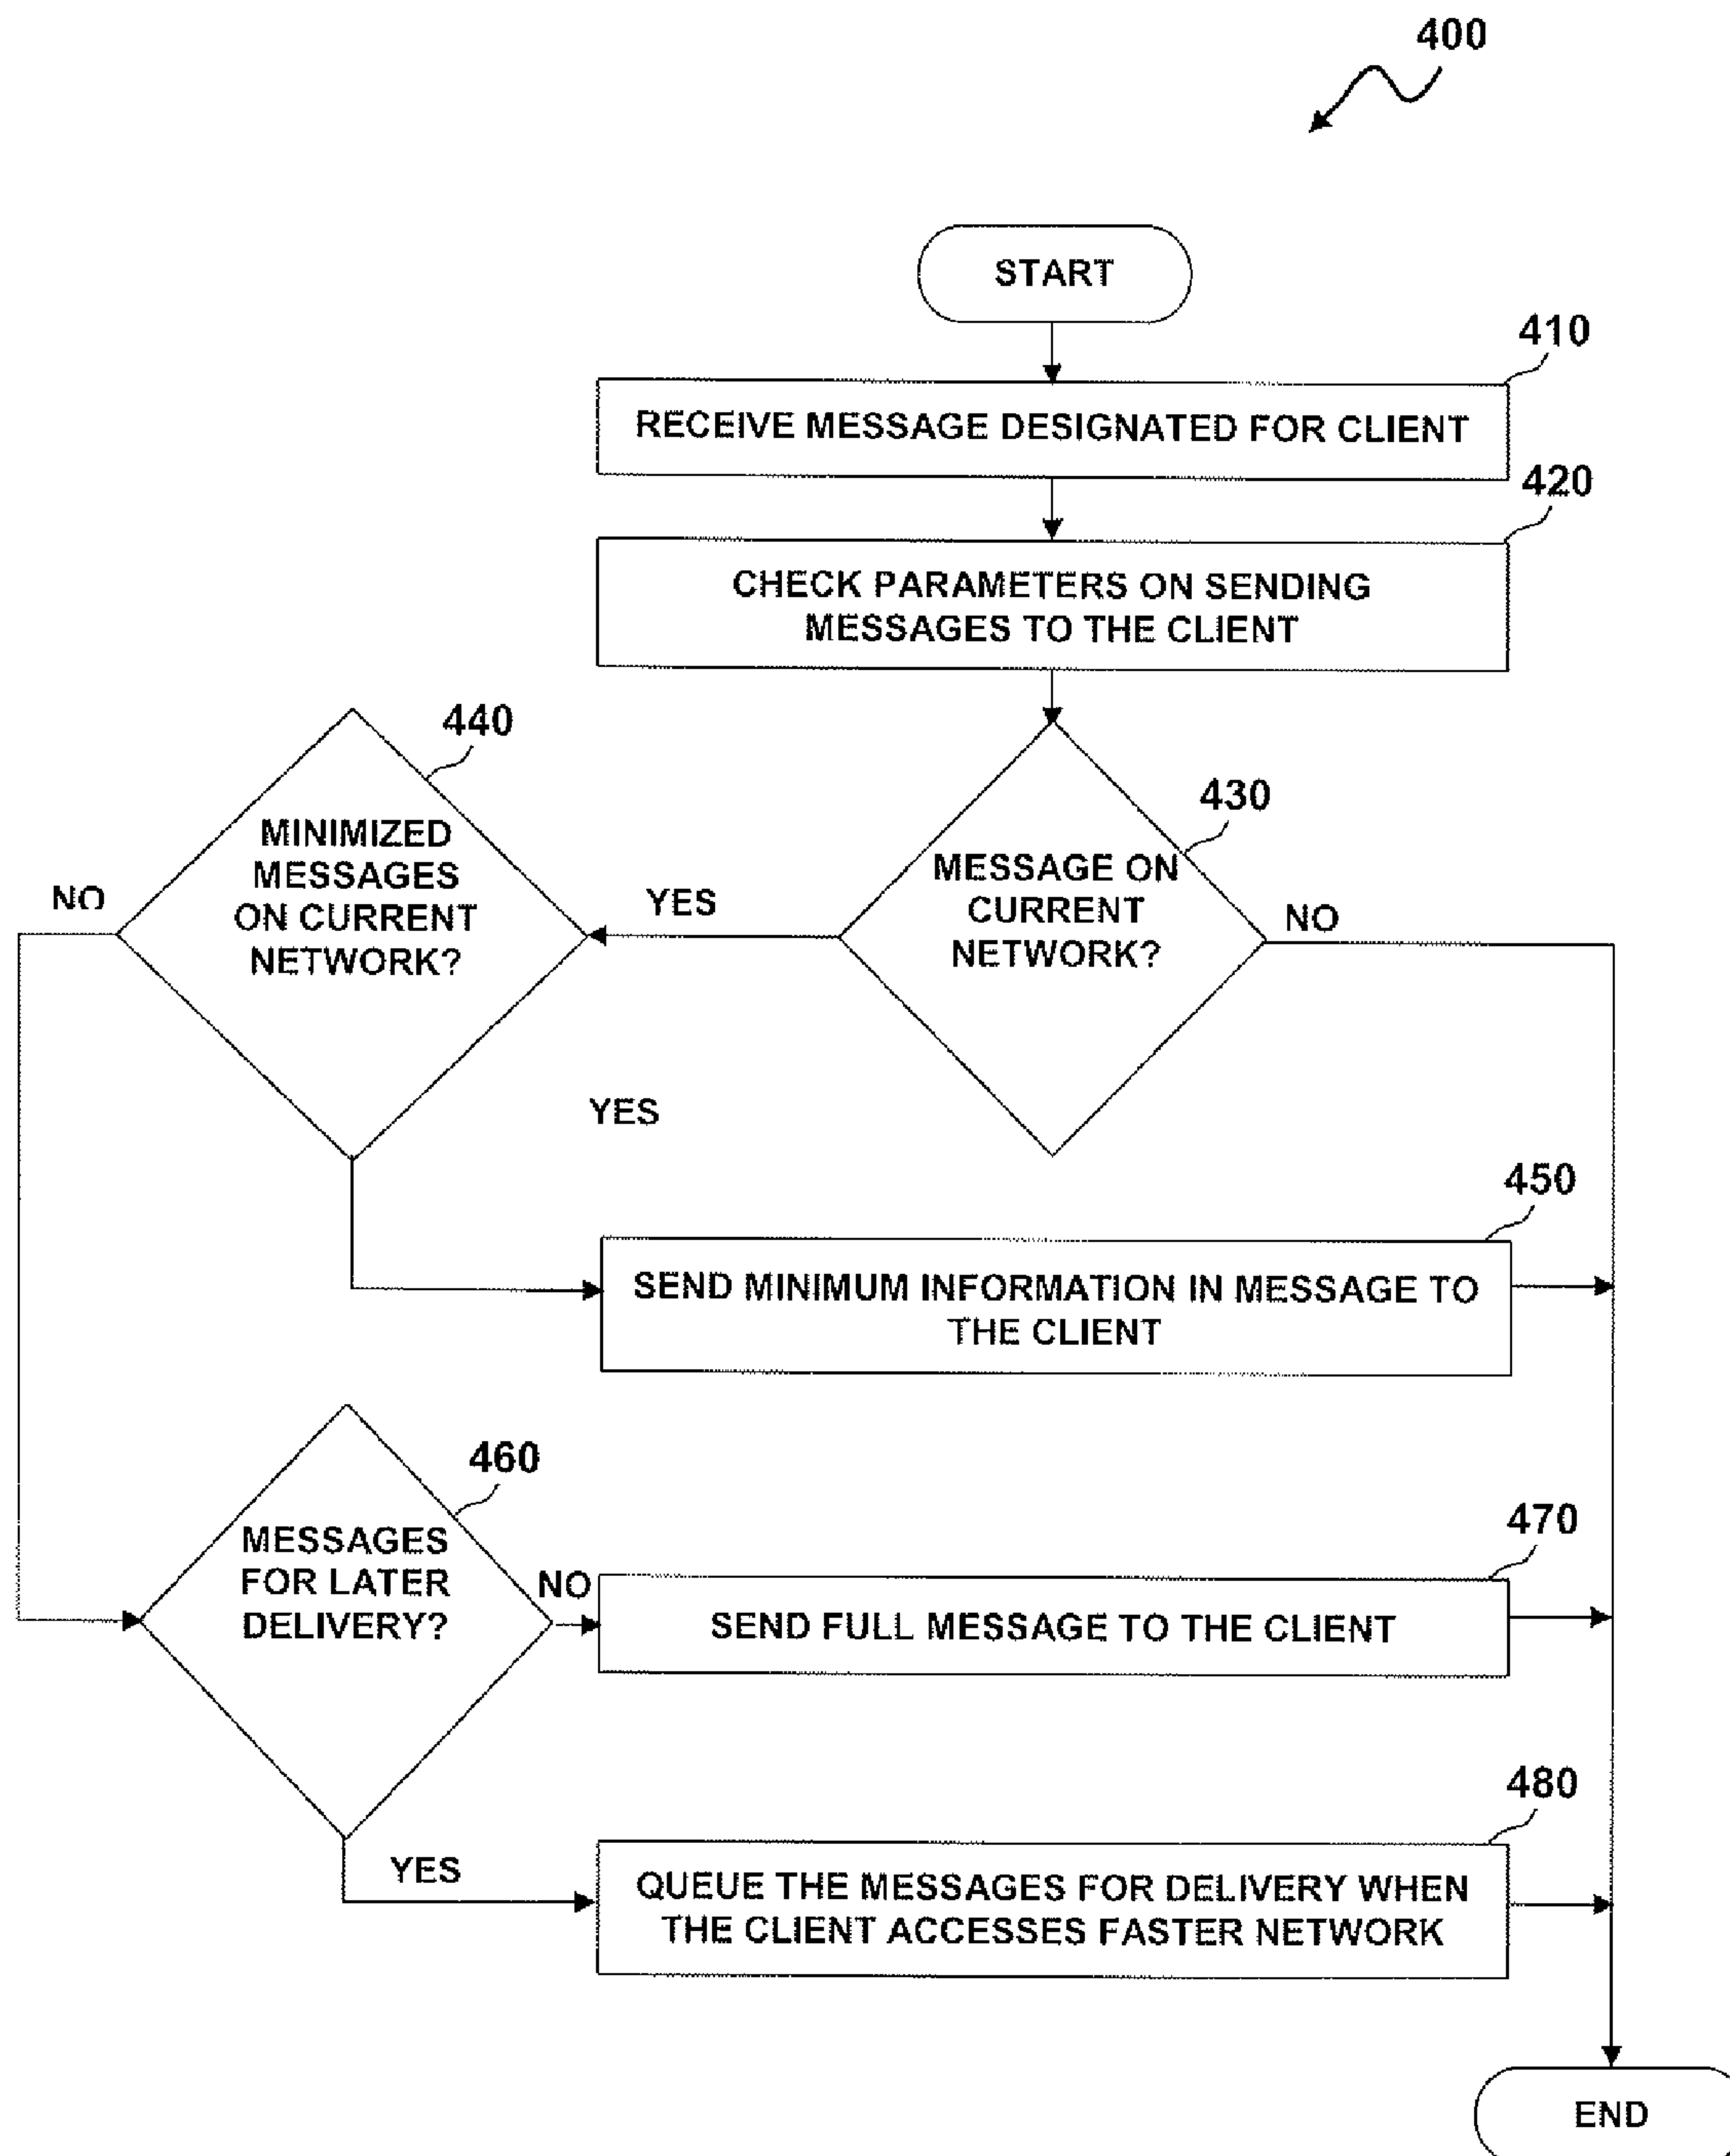 400
START
410
RECEIVE MESSAGE DESIGNATED FOR CLIENT
420
CHECK PARAMETERS ON SENDING
MESSAGES TO THE CLIENT
440
MINIMIZED
MESSAGES
ON CURRENT
NETWORK?
NO
YES
430
MESSAGE ON
CURRENT
NETWORK?
NO
YES
450
SEND MINIMUM INFORMATION IN MESSAGE TO
THE CLIENT
460
MESSAGES
FOR LATER
DELIVERY?
NO
470
SEND FULL MESSAGE TO THE CLIENT
YES
480
QUEUE THE MESSAGES FOR DELIVERY WHEN
THE CLIENT ACCESSES FASTER NETWORK
END